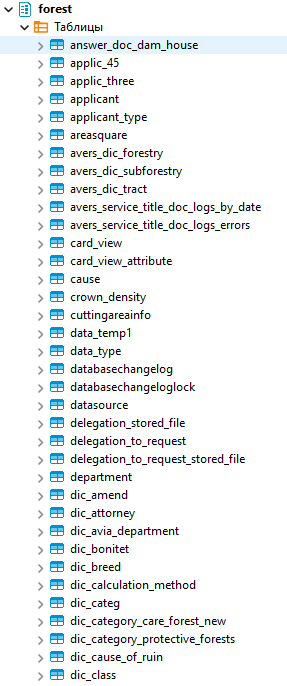 forest
Таблицы
answer_doc_dam_house
applic_45
applic_three
applicant
applicant_type
areasquare
avers_dic_forestry
avers_dic_subforestry
avers_dic_tract
avers_service_title_doc_logs_by_date
avers_service_title_doc_logs_errors
card_view
card_view_attribute
cause
crown_density
cuttingareainfo
data_temp1
data_type
databasechangelog
databasechangeloglock
datasource
delegation_stored_file
delegation_to_request
delegation_to_request_stored_file
department
dic_amend
dic_attorney
dic_avia_department
dic_bonitet
dic_breed
dic_calculation_method
dic_categ
dic_category_care_forest_new
dic_category_protective_forests
dic_cause_of_ruin
dic_class